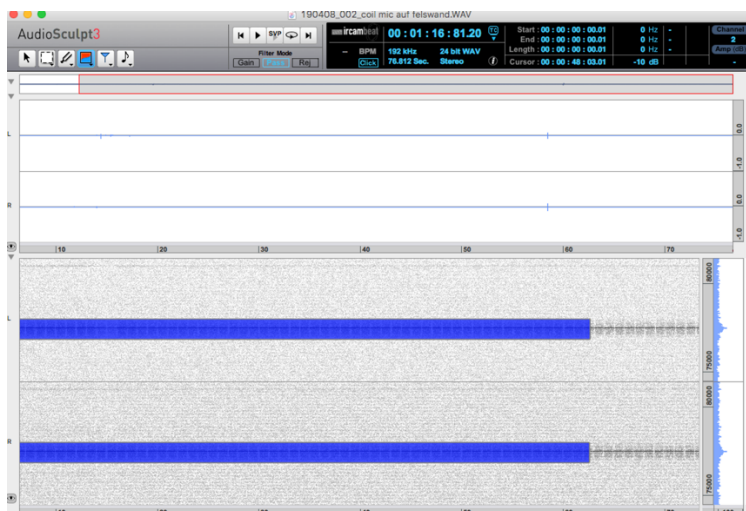 190408_002_coil mic auf felswand.WAV
AudioSculpt3
SVP
Filter Mode
Gain
Rej
ircambeat
-- BPM
Click
00 : 01 : 16 : 81.20
TC
192 kHz 24 bit WAV
76.812 Sec. Stereo
Start : 00 : 00 : 00 : 00.01 0 Hz -
End : 00 : 00 : 00 : 00.01 0 Hz -
Length : 00 : 00 : 00 : 00.01 0 Hz -
Cursor : 00 : 00 : 48 : 03.01 -10 dB
Channel
2
Amp (dB)
-
L
0.0
-1.0
R
0.0
-1.0
10 20 30 40 50 60 70
L
80000
75000
R
80000
75000